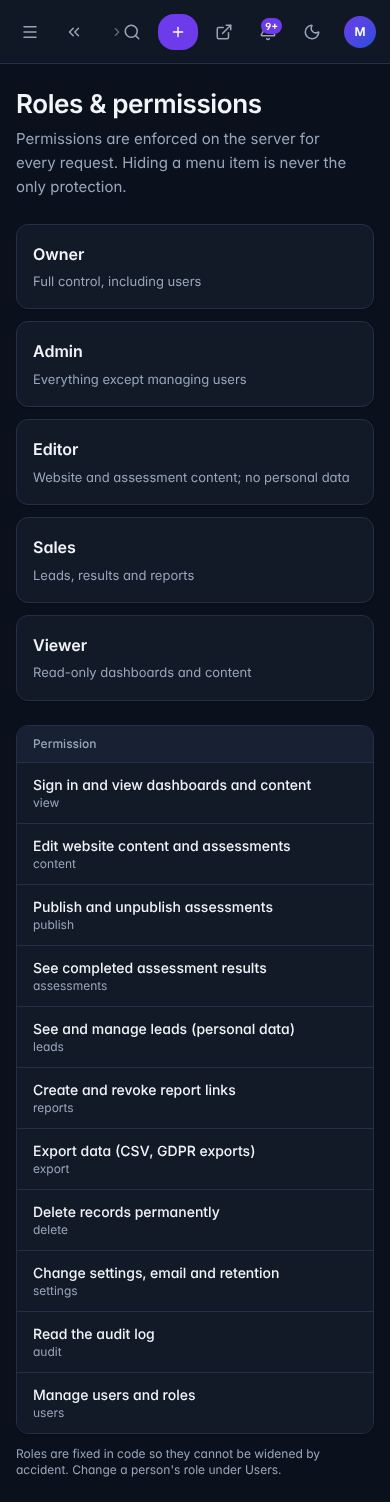 9+
M
Roles & permissions
Permissions are enforced on the server for
every request. Hiding a menu item is never the
only protection.
Owner
Full control, including users
Admin
Everything except managing users
Editor
Website and assessment content; no personal data
Sales
Leads, results and reports
Viewer
Read-only dashboards and content
Permission
Sign in and view dashboards and content
view
Edit website content and assessments
content
Publish and unpublish assessments
publish
See completed assessment results
assessments
See and manage leads (personal data)
leads
Create and revoke report links
reports
Export data (CSV, GDPR exports)
export
Delete records permanently
delete
Change settings, email and retention
settings
Read the audit log
audit
Manage users and roles
users
Roles are fixed in code so they cannot be widened by
accident. Change a person's role under Users.